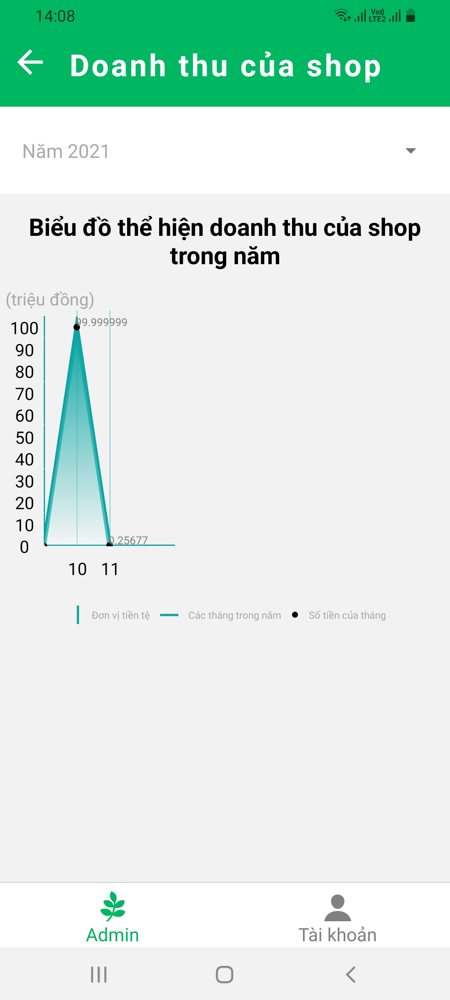 14:08
Vo))
LTE2
Doanh thu của shop
Năm 2021
Biểu đồ thể hiện doanh thu của shop
trong năm
(triệu đồng)
100
99.999999
90
80
70
60
50
40
30
20
10
0
0.25677
10 11
Đơn vị tiền tệ Các tháng trong năm Số tiền của tháng
Admin Tài khoản